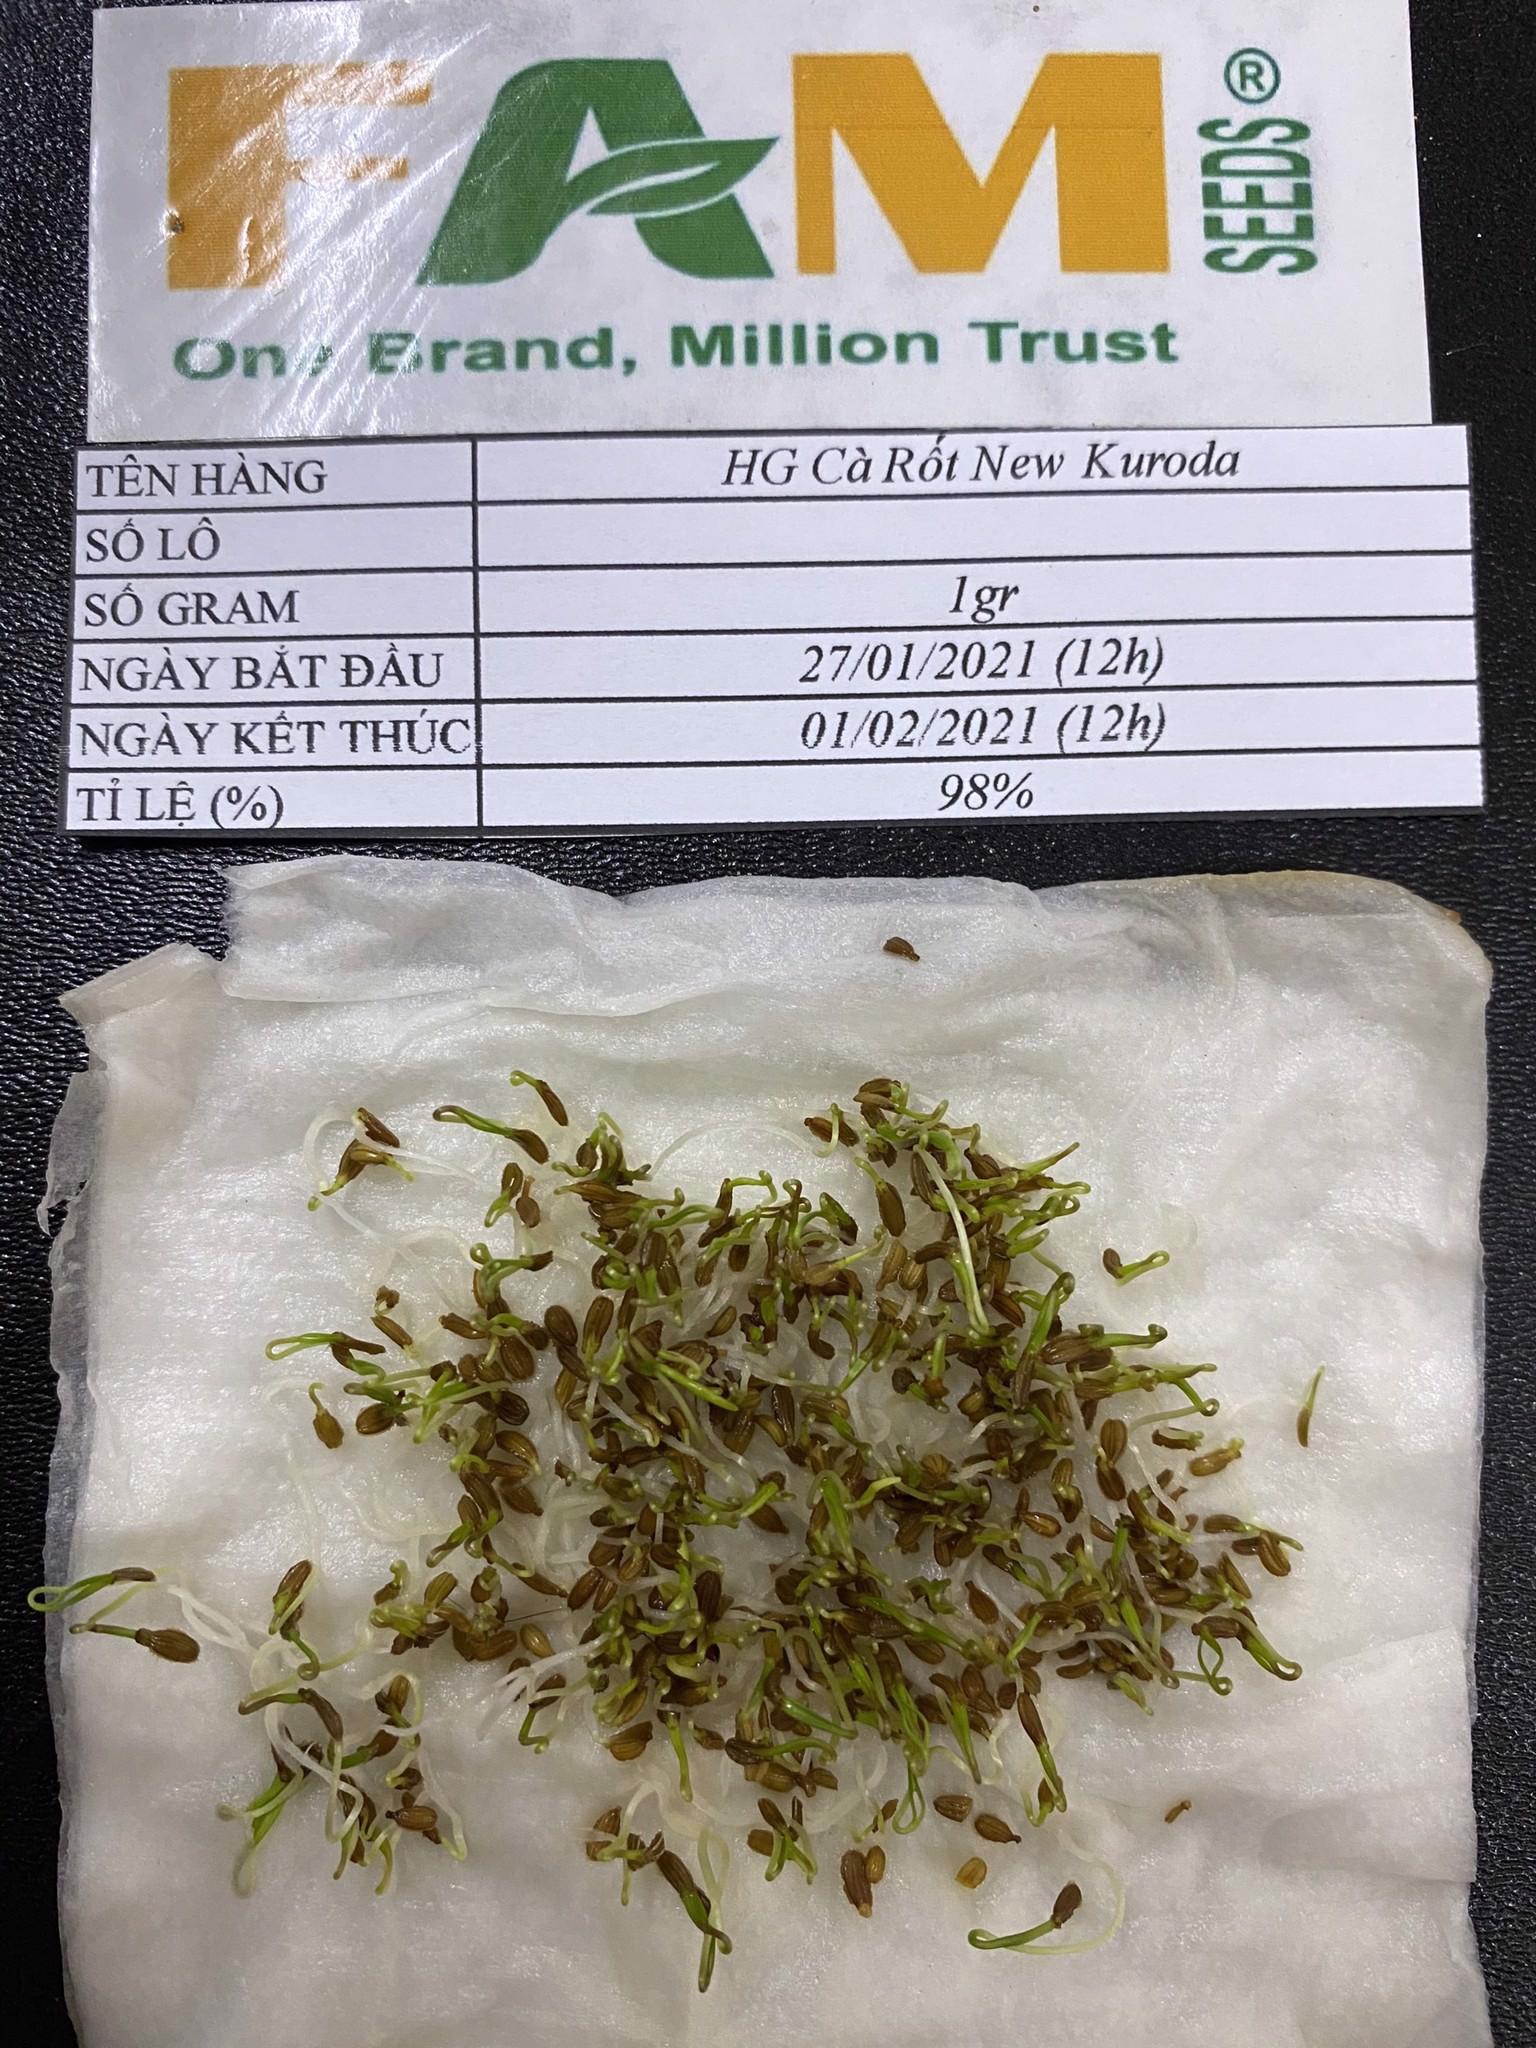 FAM SEEDS ®
One Brand, Million Trust
TÊN HÀNG HG Cà Rốt New Kuroda
SỐ LÔ
SỐ GRAM 1gr
NGÀY BẮT ĐẦU 27/01/2021 (12h)
NGÀY KẾT THÚC 01/02/2021 (12h)
TỈ LỆ (%) 98%